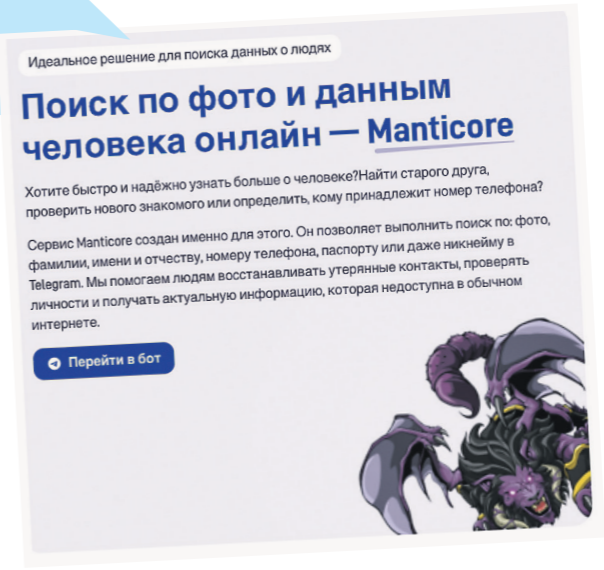 Идеальное решение для поиска данных о людях
Поиск по фото и данным
человека онлайн — Manticore
Хотите быстро и надёжно узнать больше о человеке?Найти старого друга,
проверить нового знакомого или определить, кому принадлежит номер телефона?
Сервис Manticore создан именно для этого. Он позволяет выполнить поиск по: фото,
фамилии, имени и отчеству, номеру телефона, паспорту или даже никнейму в
Telegram. Мы помогаем людям восстанавливать утерянные контакты, проверять
личности и получать актуальную информацию, которая недоступна в обычном
интернете.
Перейти в бот